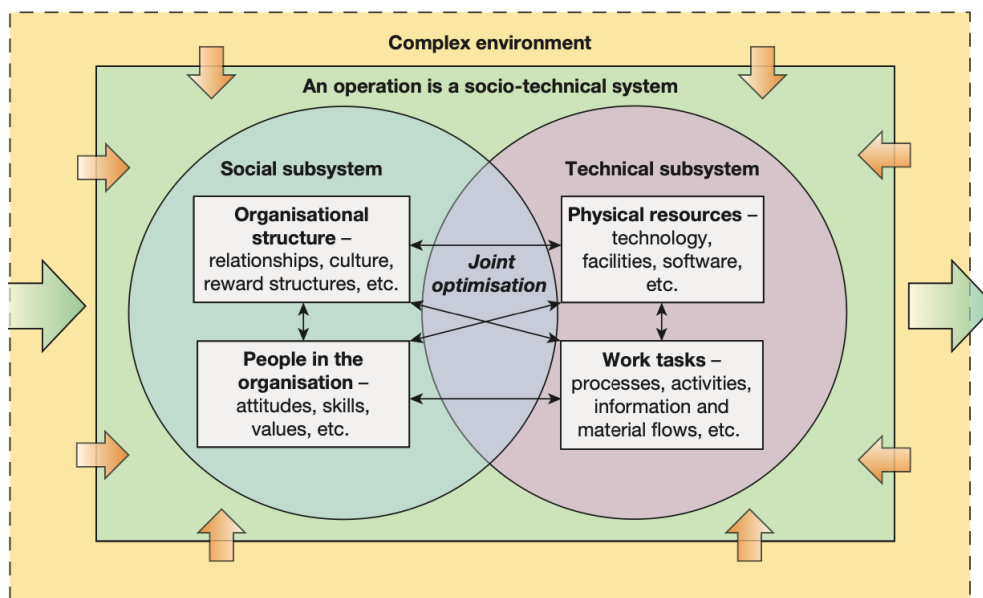 Complex environment
An operation is a socio-technical system
Social subsystem
Technical subsystem
Organisational
structure –
relationships, culture,
reward structures, etc.
Joint
optimisation
Physical resources –
technology,
facilities, software,
etc.
People in the
organisation –
attitudes, skills,
values, etc.
Work tasks –
processes, activities,
information and
material flows, etc.